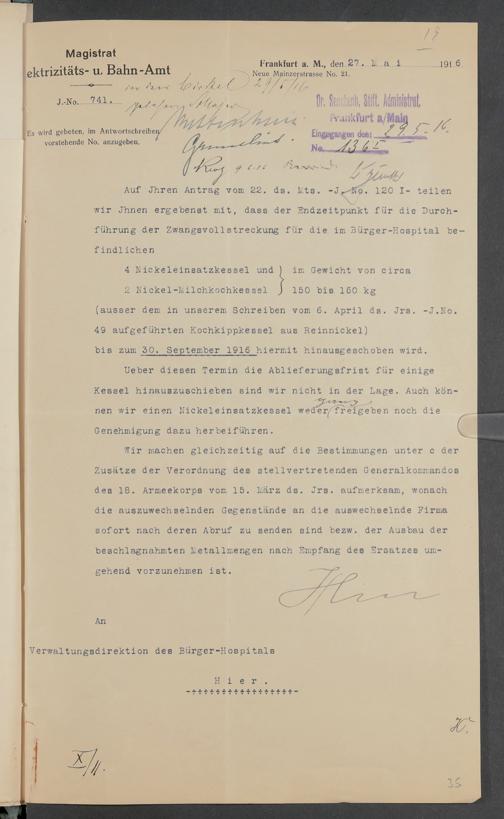 19
Magistrat
ektrizitäts- u. Bahn-Amt
Frankfurt a. M., den 27. Mai 1916
Neue Mainzerstrasse No. 21.
J.-No. 741.
29/5/16
Es wird gebeten, im Antwortschreiben
vorstehende No. anzugeben.
Dr. Senckenb. Stift. Administrat.
Frankfurt a/Main
Eingegangen den: 29.5.16.
No. 1365
Auf Jhren Antrag vom 22. ds. Mts. -J. No. 120 I- teilen
wir Jhnen ergebenst mit, dass der Endzeitpunkt für die Durch-
führung der Zwangsvollstreckung für die im Bürger-Hospital be-
findlichen
4 Nickeleinsatzkessel und } im Gewicht von circa
2 Nickel-Milchkochkessel } 150 bis 160 kg
(ausser dem in unserem Schreiben vom 6. April ds. Jrs. -J.No.
49 aufgeführten Kochkippkessel aus Reinnickel)
bis zum 30. September 1916 hiermit hinausgeschoben wird.
Ueber diesen Termin die Ablieferungsfrist für einige
Kessel hinauszuschieben sind wir nicht in der Lage. Auch kön-
nen wir einen Nickeleinsatzkessel weder ganz freigeben noch die
Genehmigung dazu herbeiführen.
Wir machen gleichzeitig auf die Bestimmungen unter c der
Zusätze der Verordnung des stellvertretenden Generalkommandos
des 18. Armeekorps vom 15. März ds. Jrs. aufmerksam, wonach
die auszuwechselnden Gegenstände an die auswechselnde Firma
sofort nach deren Abruf zu senden sind bezw. der Ausbau der
beschlagnahmten Metallmengen nach Empfang des Ersatzes um-
gehend vorzunehmen ist.
An
Verwaltungsdirektion des Bürger-Hospitals
Hier.
-+++++++++++++++++-
X/11.
35